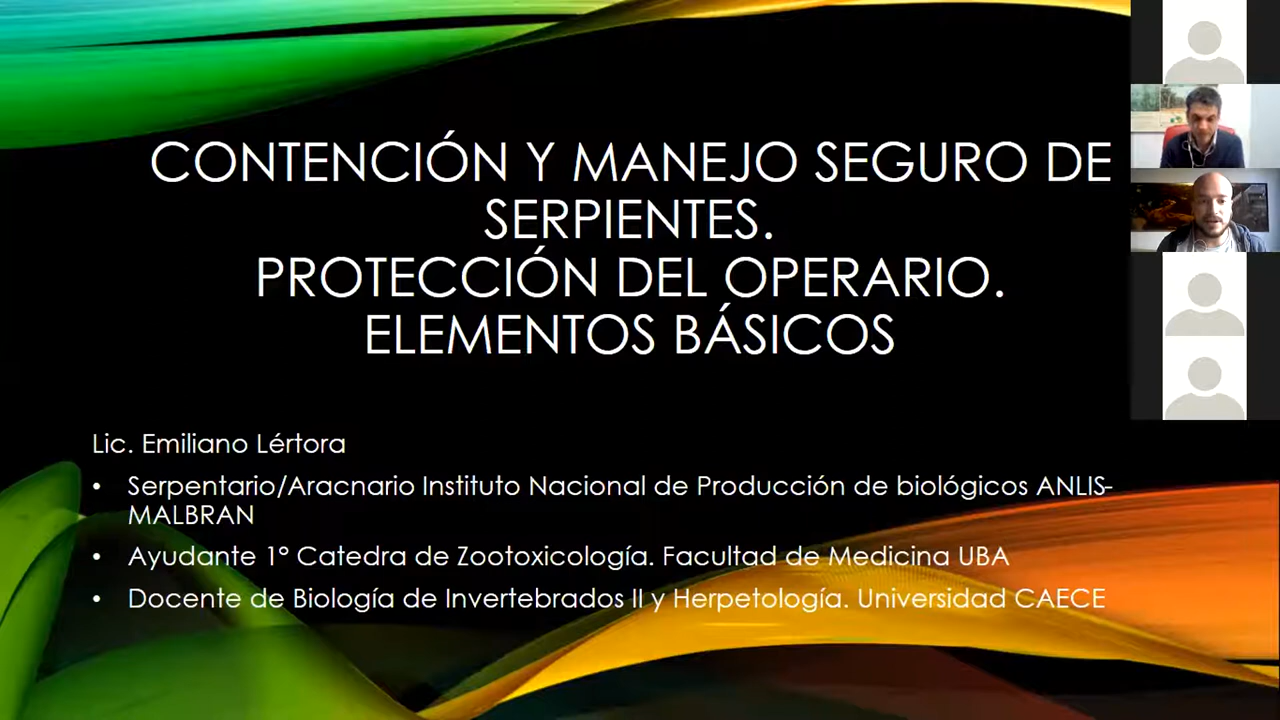 CONTENCIÓN Y MANEJO SEGURO DE
SERPIENTES.
PROTECCIÓN DEL OPERARIO.
ELEMENTOS BÁSICOS
Lic. Emiliano Lértora
• Serpentario/Aracnario Instituto Nacional de Producción de biológicos ANLIS-
MALBRAN
• Ayudante 1° Catedra de Zootoxicología. Facultad de Medicina UBA
• Docente de Biología de Invertebrados II y Herpetología. Universidad CAECE